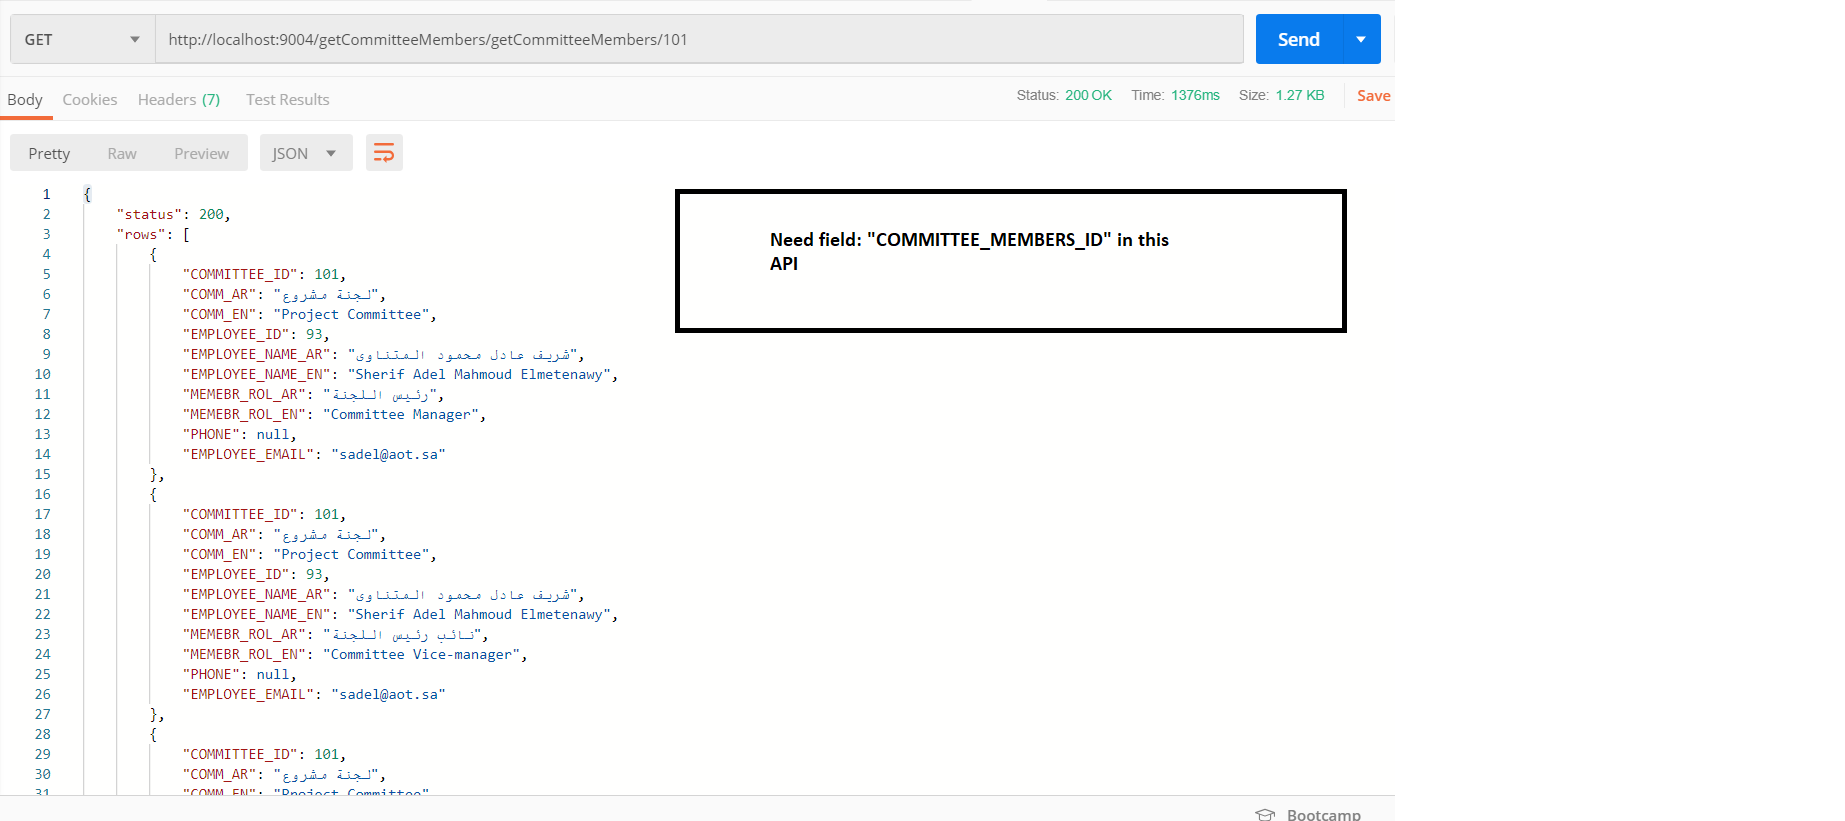 GET http://localhost:9004/getCommitteeMembers/getCommitteeMembers/101 Send
Body Cookies Headers (7) Test Results Status: 200 OK Time: 1376ms Size: 1.27 KB Save
Pretty Raw Preview JSON
1 {
2 "status": 200,
3 "rows": [
4 {
5 "COMMITTEE_ID": 101,
6 "COMM_AR": "لجنة مشروع",
7 "COMM_EN": "Project Committee",
8 "EMPLOYEE_ID": 93,
9 "EMPLOYEE_NAME_AR": "شريف عادل محمود المتناوى",
10 "EMPLOYEE_NAME_EN": "Sherif Adel Mahmoud Elmetenawy",
11 "MEMEBR_ROL_AR": "رئيس اللجنة",
12 "MEMEBR_ROL_EN": "Committee Manager",
13 "PHONE": null,
14 "EMPLOYEE_EMAIL": "sadel@aot.sa"
15 },
16 {
17 "COMMITTEE_ID": 101,
18 "COMM_AR": "لجنة مشروع",
19 "COMM_EN": "Project Committee",
20 "EMPLOYEE_ID": 93,
21 "EMPLOYEE_NAME_AR": "شريف عادل محمود المتناوى",
22 "EMPLOYEE_NAME_EN": "Sherif Adel Mahmoud Elmetenawy",
23 "MEMEBR_ROL_AR": "نائب رئيس اللجنة",
24 "MEMEBR_ROL_EN": "Committee Vice-manager",
25 "PHONE": null,
26 "EMPLOYEE_EMAIL": "sadel@aot.sa"
27 },
28 {
29 "COMMITTEE_ID": 101,
30 "COMM_AR": "لجنة مشروع",
31 "COMM_EN": "Project Committee"
Need field: "COMMITTEE_MEMBERS_ID" in this
API
Bootcamp